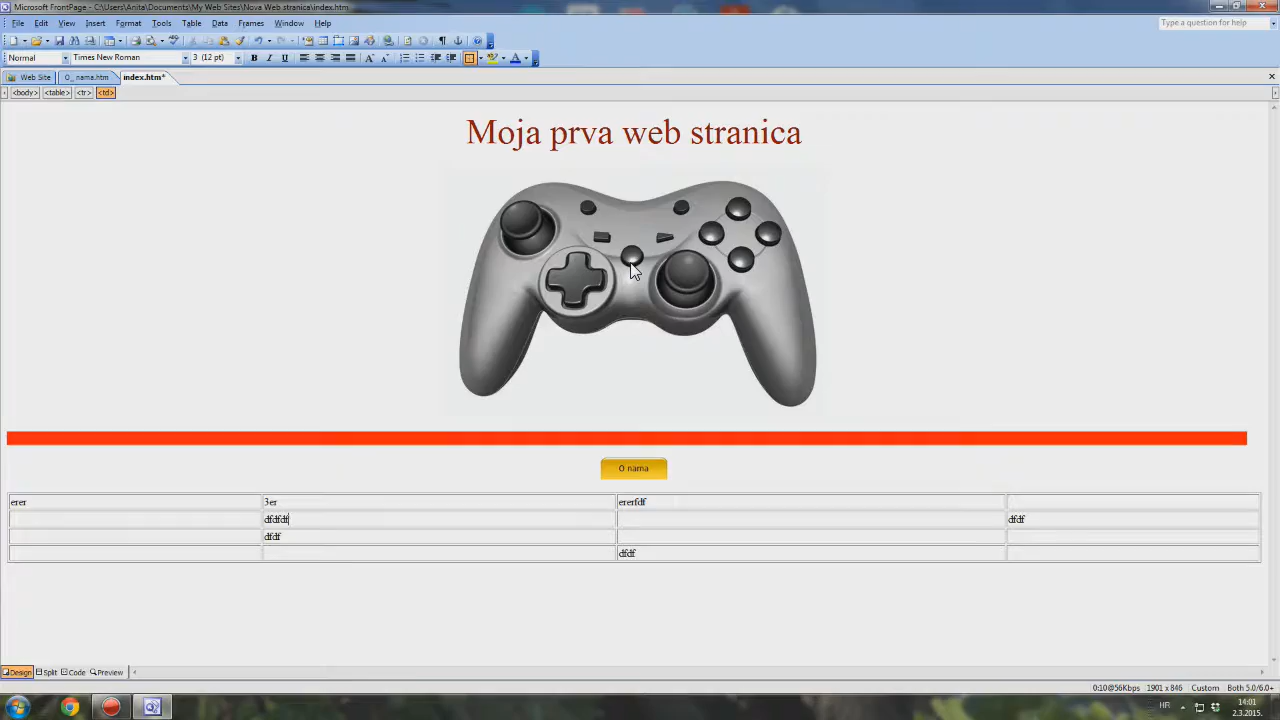 Microsoft FrontPage - C:\Users\Anita\Documents\My Web Sites\Nova Web stranica\index.htm
File Edit View Insert Format Tools Table Data Frames Window Help
Type a question for help
Normal Times New Roman 3 (12 pt) B I U A A A
Web Site O_nama.htm index.htm*
<body> <table> <tr> <td>
Moja prva web stranica
O nama
erer 3er ererfdf
dfdfdf dfdf
dfdf
dfdf
Design Split Code Preview
0:10@56Kbps 1901 x 846 Custom Both 5.0/6.0+
HR 14:01
2.3.2015.